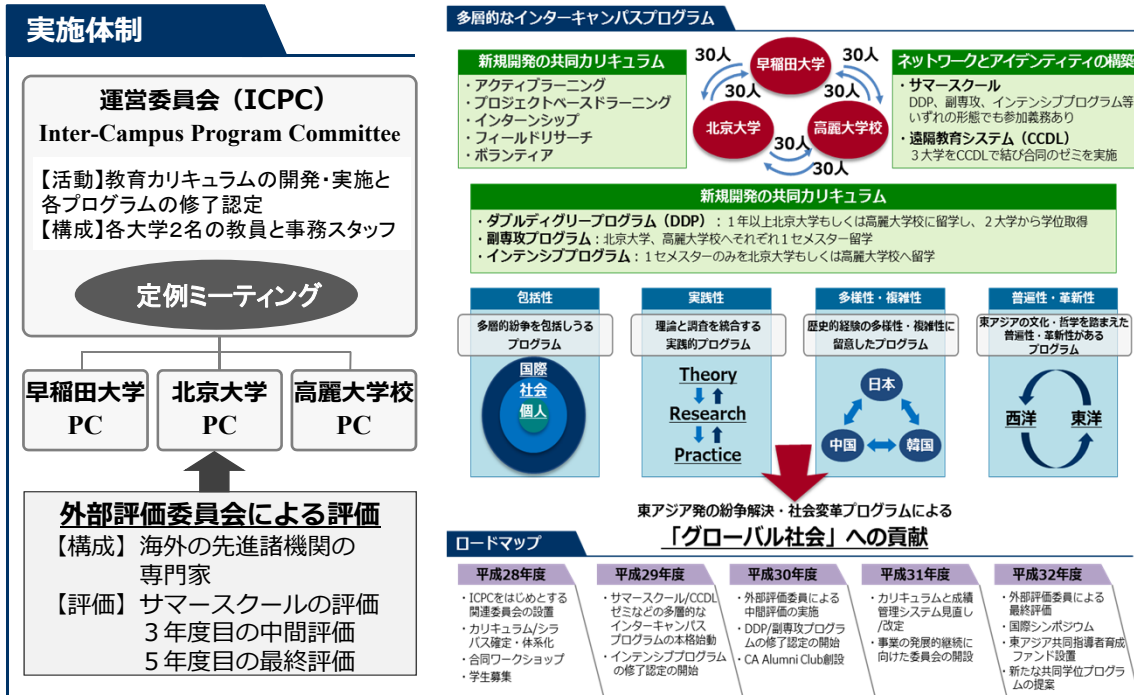 実施体制
運営委員会（ICPC）
Inter-Campus Program Committee
【活動】教育カリキュラムの開発・実施と
各プログラムの修了認定
【構成】各大学２名の教員と事務スタッフ
定例ミーティング
早稲田大学
PC
北京大学
PC
高麗大学校
PC
外部評価委員会による評価
【構成】海外の先進諸機関の
専門家
【評価】サマースクールの評価
３年度目の中間評価
５年度目の最終評価
多層的なインターキャンパスプログラム
新規開発の共同カリキュラム
・アクティブラーニング
・プロジェクトベースドラーニング
・インターンシップ
・フィールドリサーチ
・ボランティア
30人
早稲田大学
30人
30人
30人
北京大学
高麗大学校
30人
30人
ネットワークとアイデンティティの構築
・サマースクール
DDP、副専攻、インテンシブプログラム等
いずれの形態でも参加義務あり
・遠隔教育システム（CCDL）
３大学をCCDLで結び合同のゼミを実施
新規開発の共同カリキュラム
・ダブルディグリープログラム（DDP）：１年以上北京大学もしくは高麗大学校に留学し、２大学から学位取得
・副専攻プログラム：北京大学、高麗大学校へそれぞれ１セメスター留学
・インテンシブプログラム：１セメスターのみを北京大学もしくは高麗大学校へ留学
包括性
多層的紛争を包括しうる
プログラム
国際
社会
個人
実践性
理論と調査を統合する
実践的プログラム
Theory
Research
Practice
多様性・複雑性
歴史的経験の多様性・複雑性に
留意したプログラム
日本
中国
韓国
普遍性・革新性
東アジアの文化・哲学を踏まえた
普遍性・革新性がある
プログラム
西洋
東洋
東アジア発の紛争解決・社会変革プログラムによる
「グローバル社会」への貢献
ロードマップ
平成28年度
・ICPCをはじめとする
関連委員会の設置
・カリキュラム/シラ
バス確定・体系化
・合同ワークショップ
・学生募集
平成29年度
・サマースクール/CCDL
ゼミなどの多層的な
インターキャンパス
プログラムの本格始動
・インテンシブプログラム
の修了認定の開始
平成30年度
・外部評価委員による
中間評価の実施
・DDP/副専攻プログラ
ムの修了認定の開始
・CA Alumni Club創設
平成31年度
・カリキュラムと成績
管理システム見直し
/改定
・事業の発展的継続に
向けた委員会の開設
平成32年度
・外部評価委員による
最終評価
・国際シンポジウム
・東アジア共同指導者育成
ファンド設置
・新たな共同学位プログラ
ムの提案